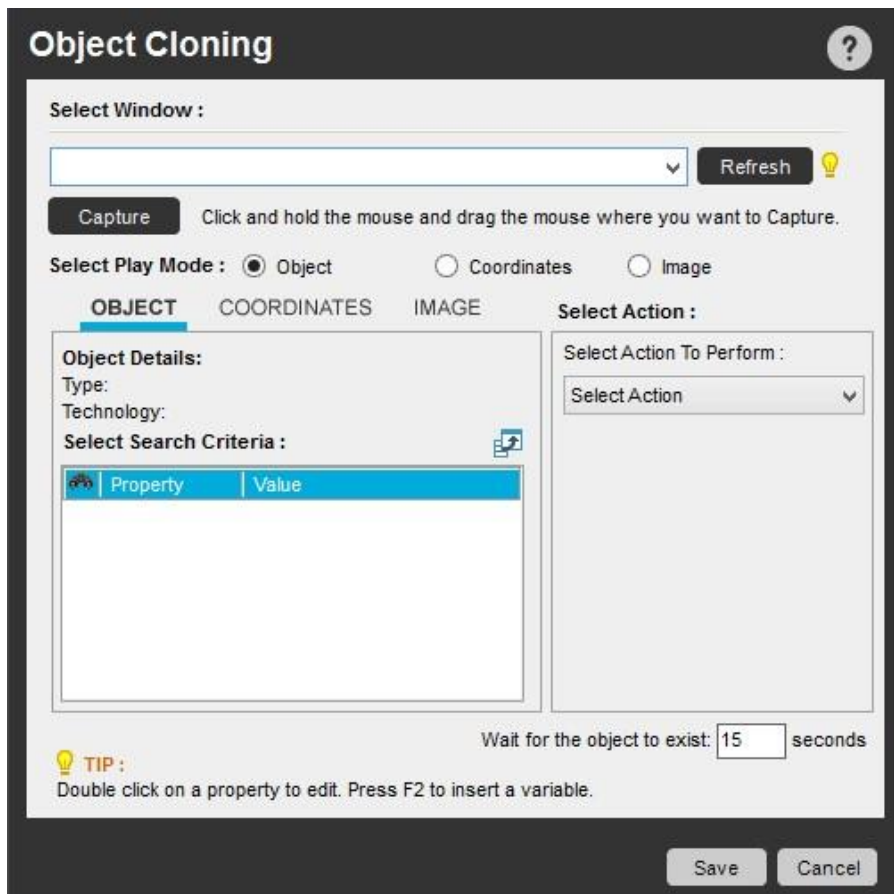 Object Cloning
?
Select Window :
Refresh
Capture Click and hold the mouse and drag the mouse where you want to Capture.
Select Play Mode : Object Coordinates Image
OBJECT COORDINATES IMAGE
Select Action :
Object Details:
Type:
Technology:
Select Search Criteria :
Property Value
Select Action To Perform :
Select Action
Wait for the object to exist: 15 seconds
TIP :
Double click on a property to edit. Press F2 to insert a variable.
Save Cancel